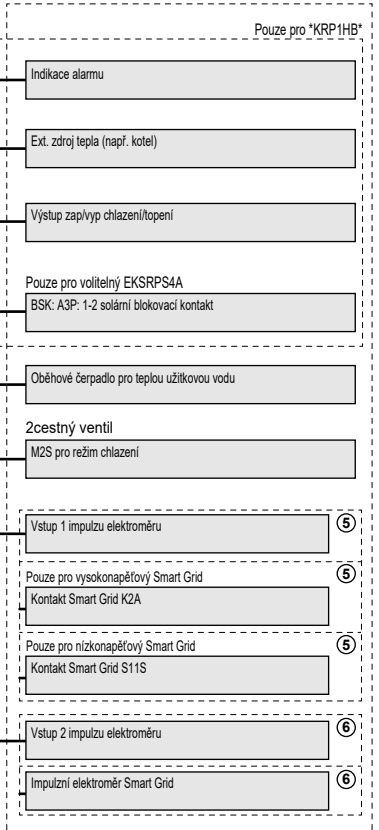 Pouze pro *KRP1HB*
Indikace alarmu
Ext. zdroj tepla (např. kotel)
Výstup zap/vyp chlazení/topení
Pouze pro volitelný EKSRPS4A
BSK: A3P: 1-2 solární blokovací kontakt
Oběhové čerpadlo pro teplou užitkovou vodu
2cestný ventil
M2S pro režim chlazení
Vstup 1 impulzu elektroměru
5
Pouze pro vysokonapěťový Smart Grid
5
Kontakt Smart Grid K2A
Pouze pro nízkonapěťový Smart Grid
5
Kontakt Smart Grid S11S
Vstup 2 impulzu elektroměru
6
Impulzní elektroměr Smart Grid
6